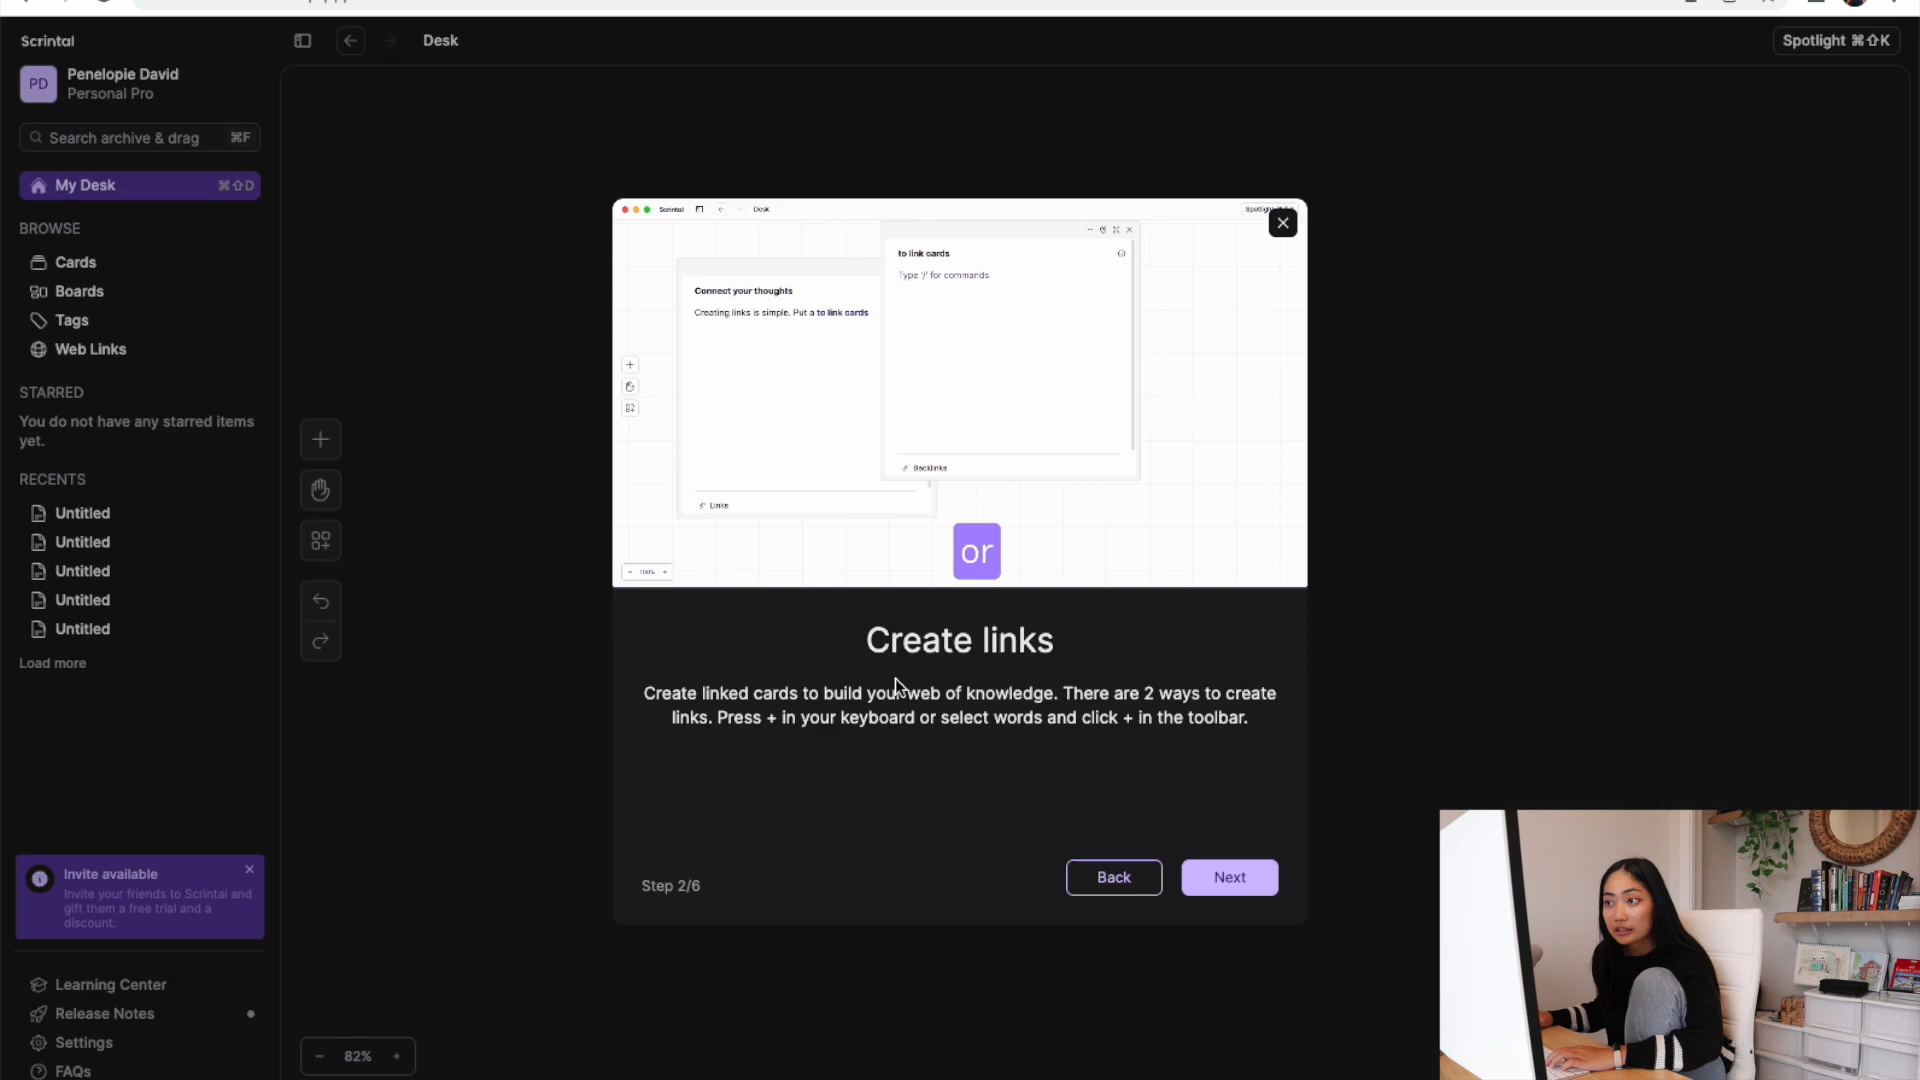 Scrintal
Desk
Spotlight ⌘⇧K
PD
Penelopie David
Personal Pro
Search archive & drag ⌘F
My Desk ⌘⇧D
BROWSE
Cards
Boards
Tags
Web Links
STARRED
You do not have any starred items
yet.
RECENTS
Untitled
Untitled
Untitled
Untitled
Untitled
Load more
Invite available
Invite your friends to Scrintal and
gift them a free trial and a
discount.
Learning Center
Release Notes
Settings
FAQs
82%
Scrintal
Desk
to link cards
Type '/' for commands
Connect your thoughts
Creating links is simple. Put a to link cards
Backlinks
Links
100%
or
Create links
Create linked cards to build your web of knowledge. There are 2 ways to create
links. Press + in your keyboard or select words and click + in the toolbar.
Step 2/6
Back
Next